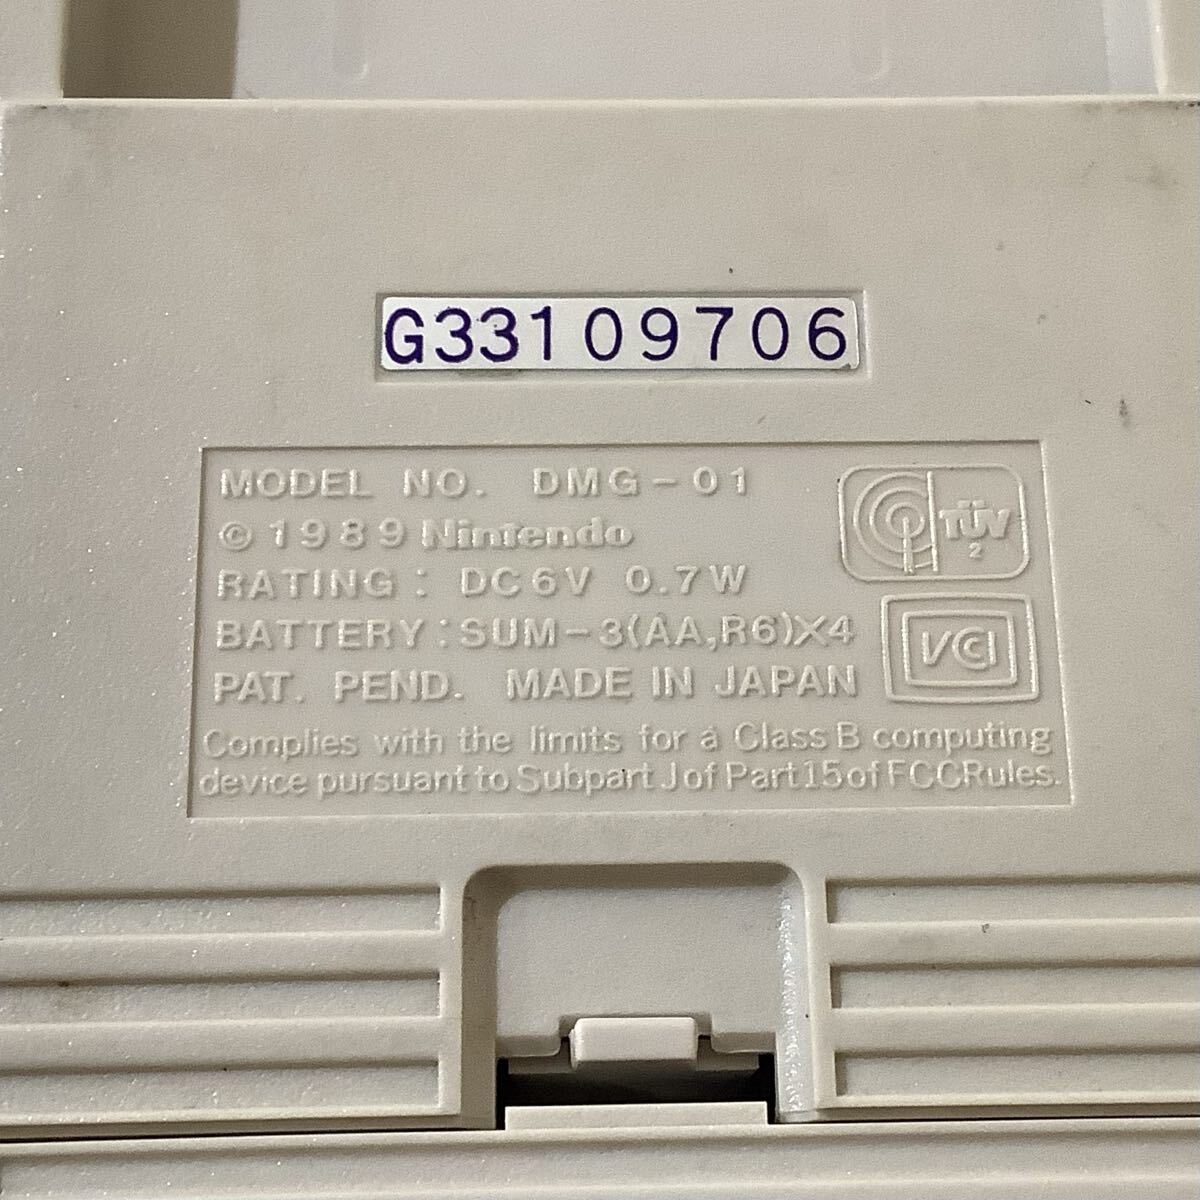 G33109706
MODEL NO. DMG-01
©1989 Nintendo
RATING: DC6V 0.7W
BATTERY:SUM-3(AA,R6)X4
PAT. PEND. MADE IN JAPAN
TÜV
2
VCI
Complies with the limits for a Class B computing
device pursuant to Subpart J of Part 15 of FCC Rules.